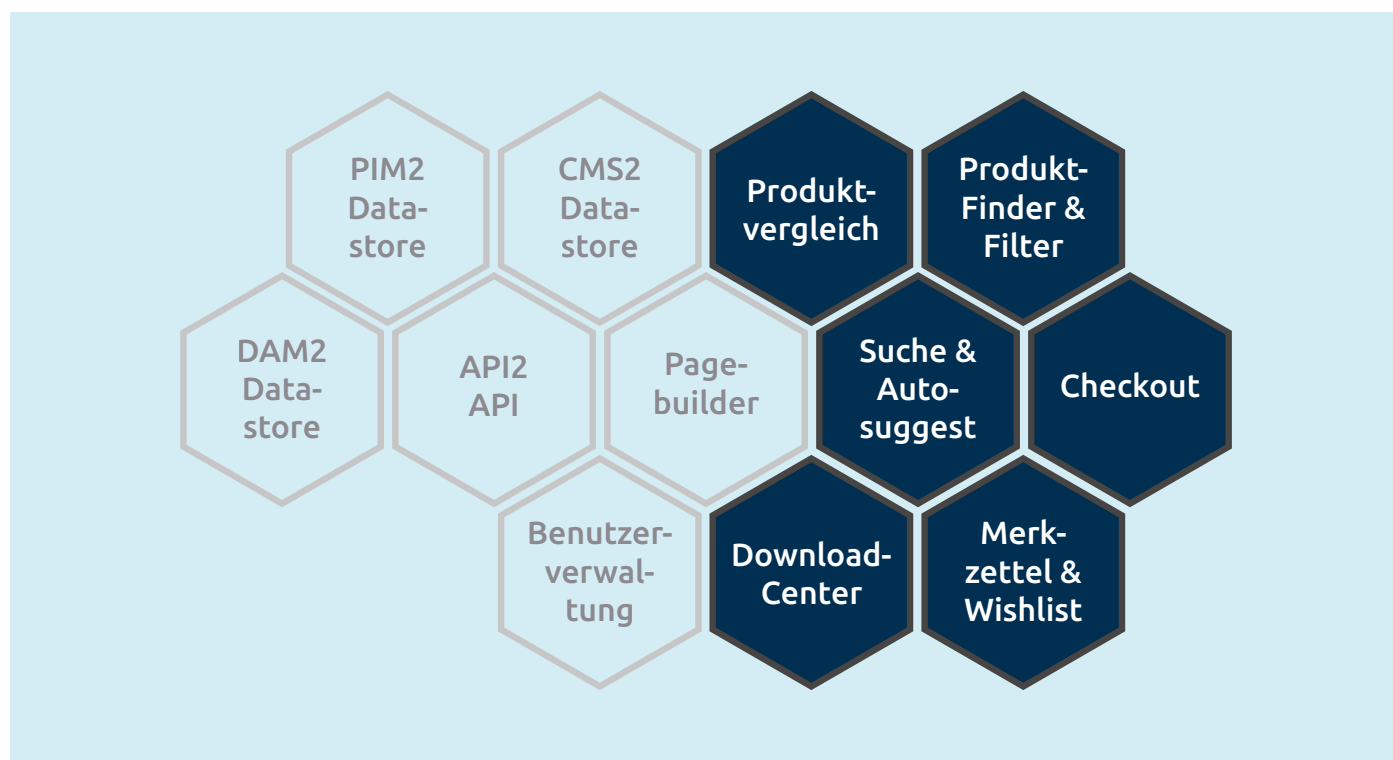 PIM2
Data-
store
CMS2
Data-
store
Produkt-
vergleich
Produkt-
Finder &
Filter
DAM2
Data-
store
API2
API
Page-
builder
Suche &
Auto-
suggest
Checkout
Benutzer-
verwal-
tung
Download-
Center
Merk-
zettel &
Wishlist